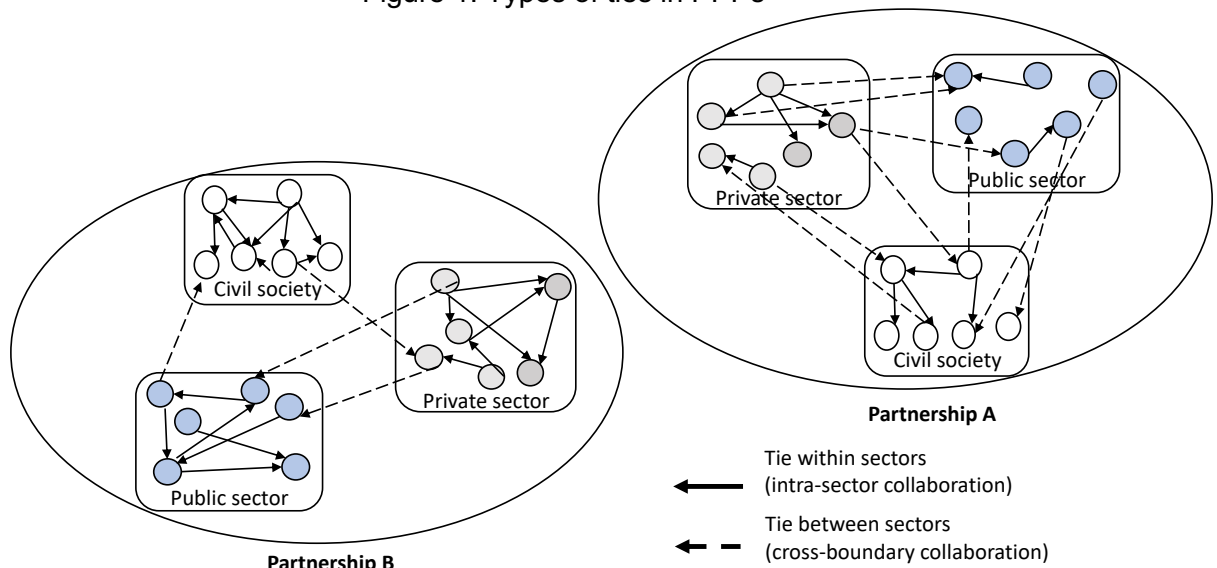 Private sector
Public sector
Civil society
Partnership A
Civil society
Private sector
Public sector
Partnership B
Tie within sectors
(intra-sector collaboration)
Tie between sectors
(cross-boundary collaboration)